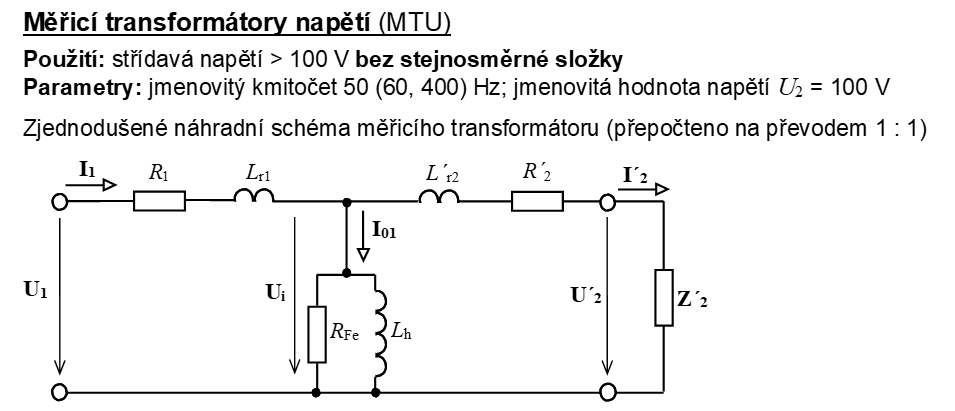 Měřicí transformátory napětí (MTU)
Použití: střídavá napětí > 100 V bez stejnosměrné složky
Parametry: jmenovitý kmitočet 50 (60, 400) Hz; jmenovitá hodnota napětí U2 = 100 V
Zjednodušené náhradní schéma měřicího transformátoru (přepočteno na převodem 1 : 1)
I1 R1 Lr1 L´r2 R´2 I´2
I01
U1 Ui U´2 Z´2
RFe Lh